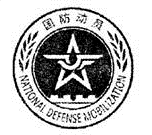 国防动员
NATIONAL DEFENSE MOBILIZATION